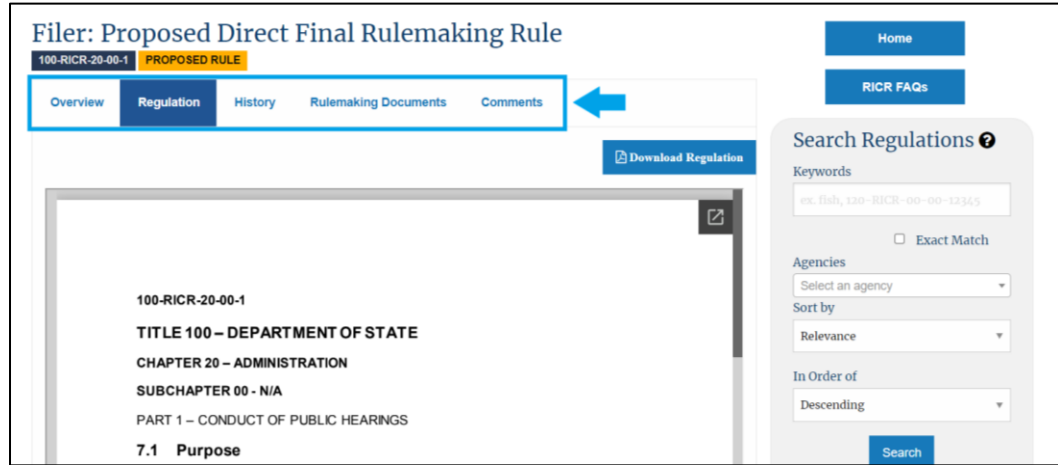 Filer: Proposed Direct Final Rulemaking Rule
100-RICR-20-00-1 PROPOSED RULE
Overview Regulation History Rulemaking Documents Comments
Download Regulation
100-RICR-20-00-1
TITLE 100 – DEPARTMENT OF STATE
CHAPTER 20 – ADMINISTRATION
SUBCHAPTER 00 - N/A
PART 1 – CONDUCT OF PUBLIC HEARINGS
7.1 Purpose
Home
RICR FAQs
Search Regulations ?
Keywords
ex. fish, 120-RICR-00-00-12345
Exact Match
Agencies
Select an agency
Sort by
Relevance
In Order of
Descending
Search